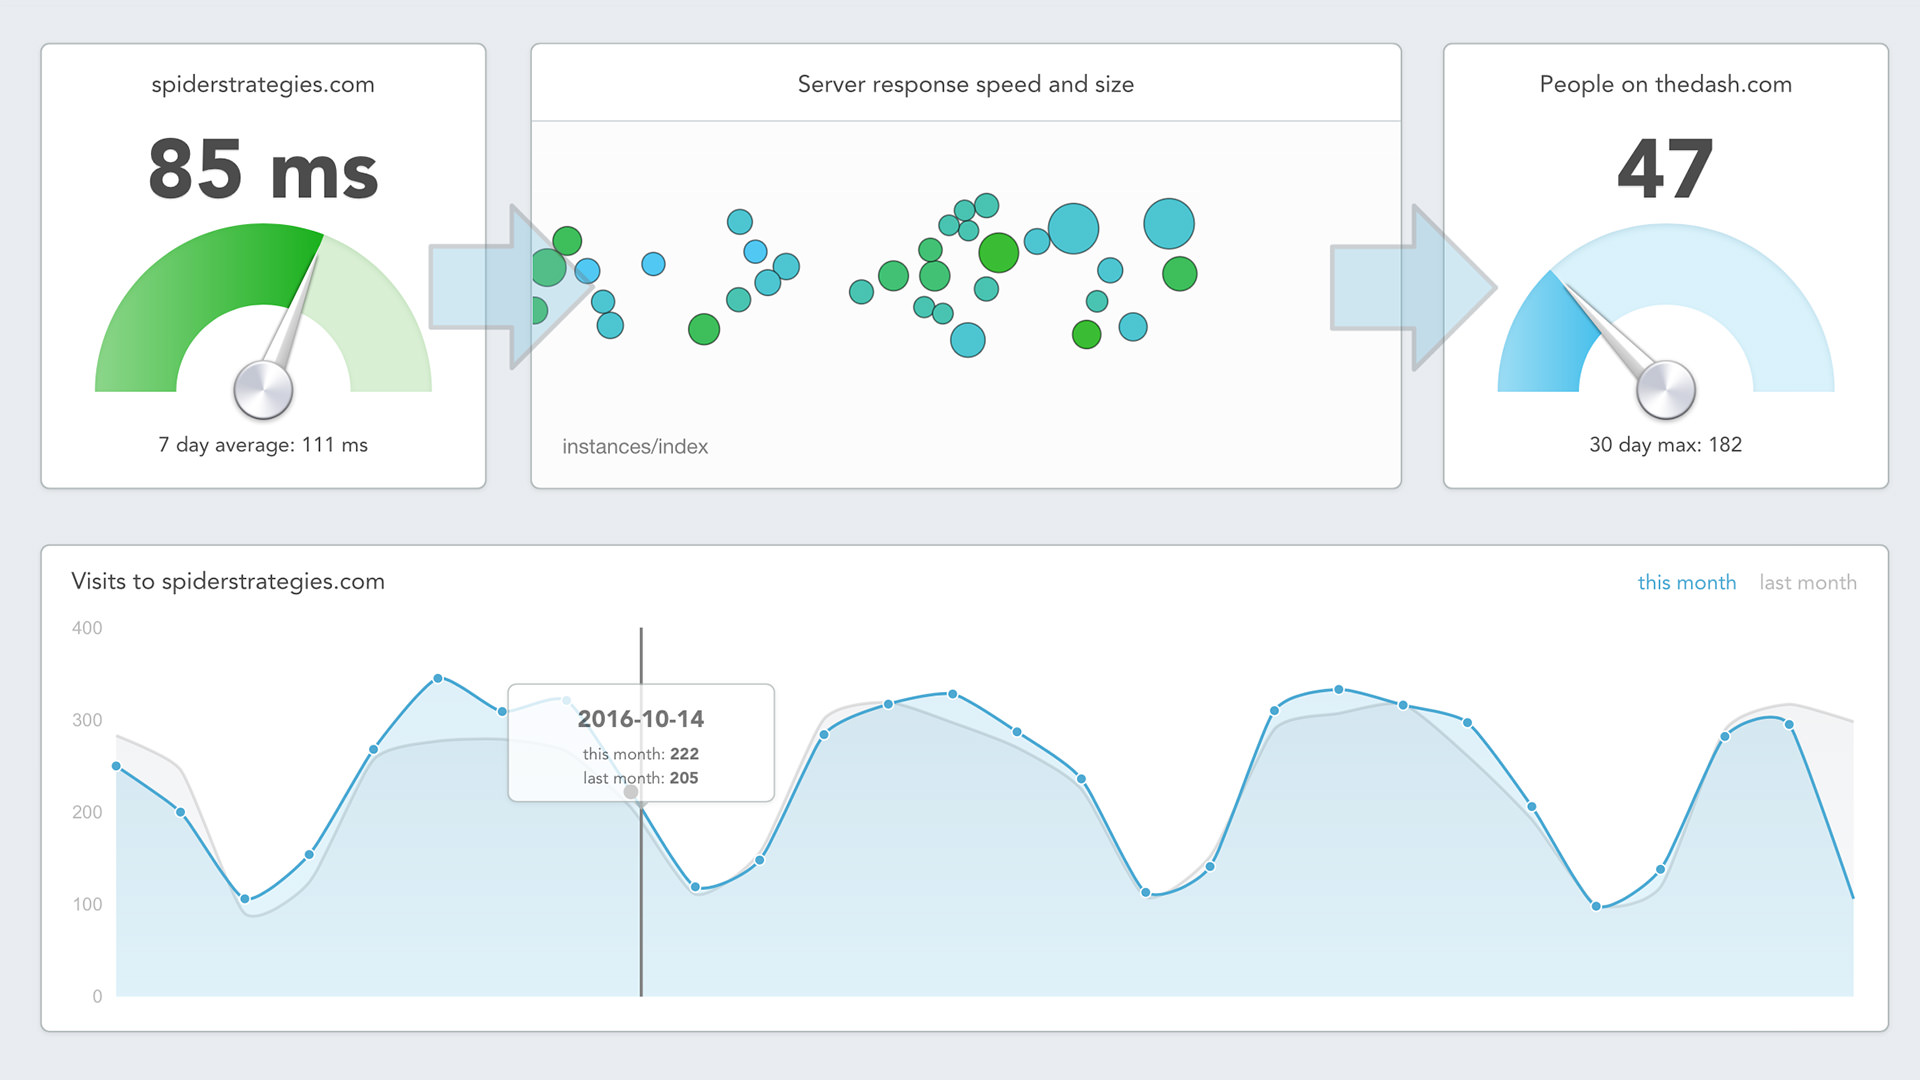 spiderstrategies.com
85 ms
7 day average: 111 ms
Server response speed and size
instances/index
People on thedash.com
47
30 day max: 182
Visits to spiderstrategies.com
this month last month
400
300
200
100
0
2016-10-14
this month: 222
last month: 205